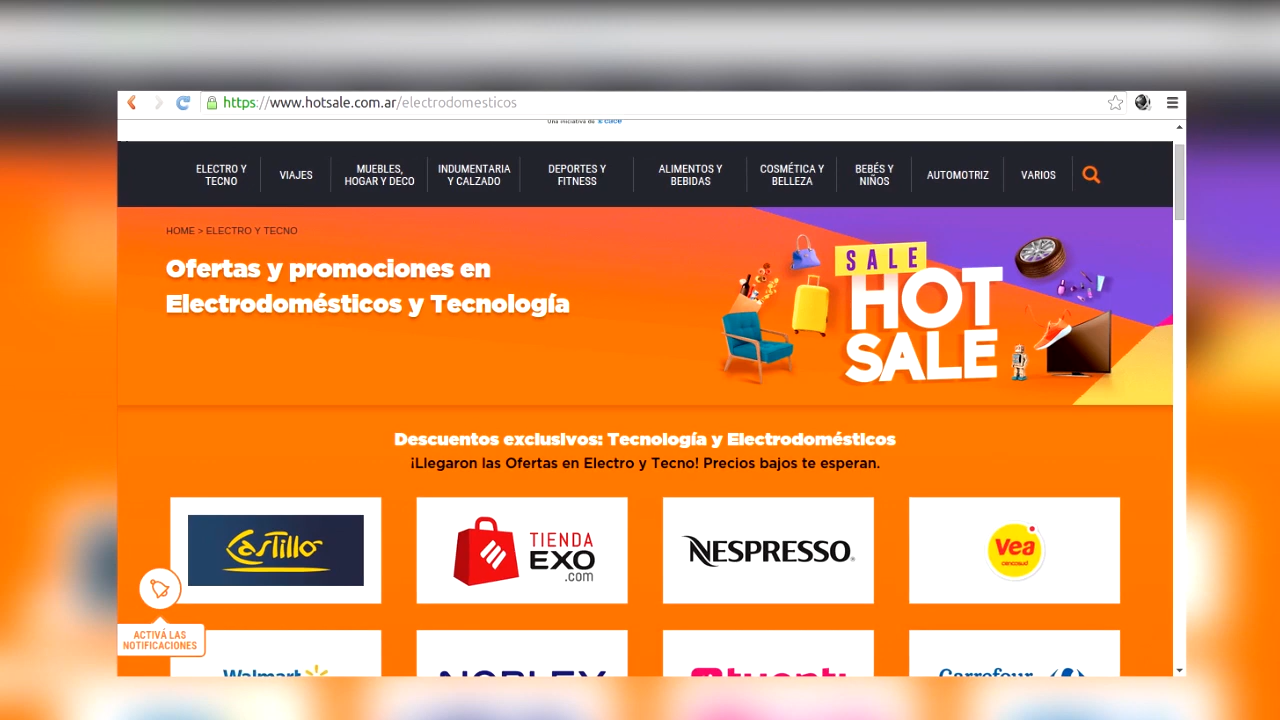 https://www.hotsale.com.ar/electrodomesticos
Una iniciativa de CACE
ELECTRO Y
TECNO
VIAJES
MUEBLES,
HOGAR Y DECO
INDUMENTARIA
Y CALZADO
DEPORTES Y
FITNESS
ALIMENTOS Y
BEBIDAS
COSMÉTICA Y
BELLEZA
BEBÉS Y
NIÑOS
AUTOMOTRIZ
VARIOS
HOME > ELECTRO Y TECNO
Ofertas y promociones en
Electrodomésticos y Tecnología
SALE
HOT
SALE
Descuentos exclusivos: Tecnología y Electrodomésticos
¡Llegaron las Ofertas en Electro y Tecno! Precios bajos te esperan.
Castillo
TIENDA
EXO
.com
NESPRESSO.
Vea
cencosud
ACTIVÁ LAS
NOTIFICACIONES
Walmart
NOBLEX
tuenti
Carrefour